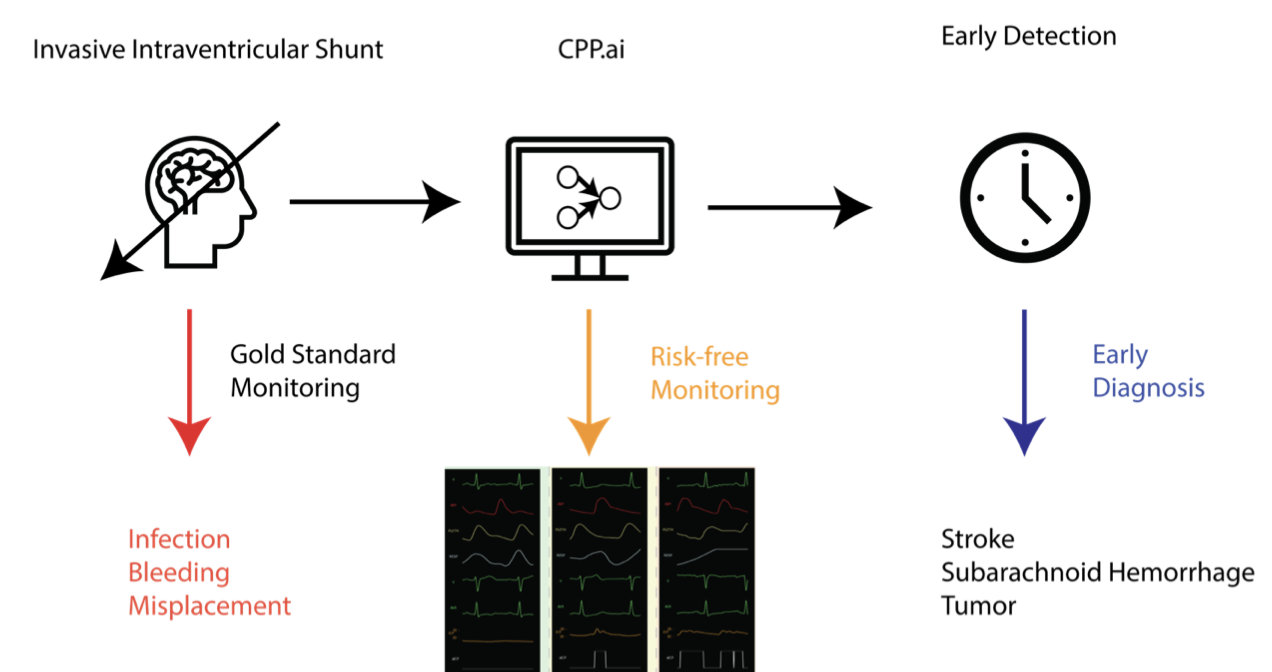 Invasive Intraventricular Shunt
CPP.ai
Early Detection
Gold Standard
Monitoring
Risk-free
Monitoring
Early
Diagnosis
Infection
Bleeding
Misplacement
Stroke
Subarachnoid Hemorrhage
Tumor